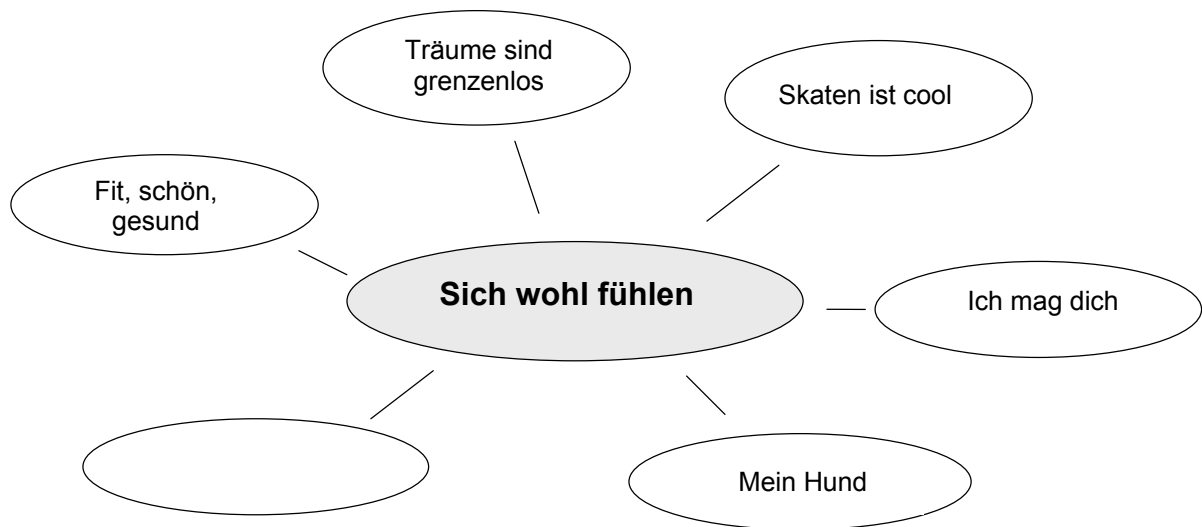 Träume sind
grenzenlos
Skaten ist cool
Fit, schön,
gesund
Sich wohl fühlen
Ich mag dich
Mein Hund